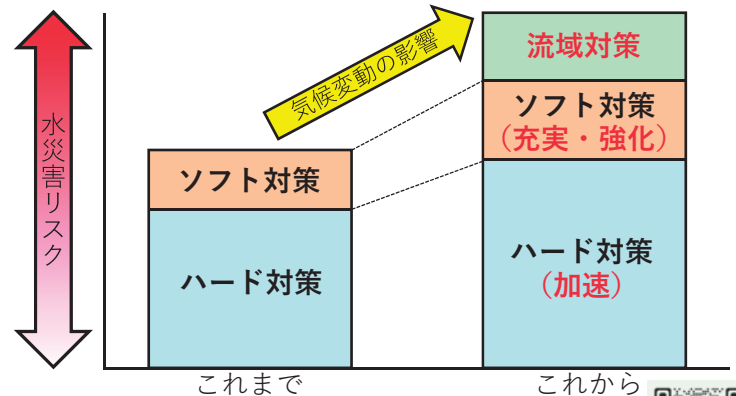 水災害リスク
気候変動の影響
流域対策
ソフト対策
（充実・強化）
ソフト対策
ハード対策
（加速）
ハード対策
これまで
これから